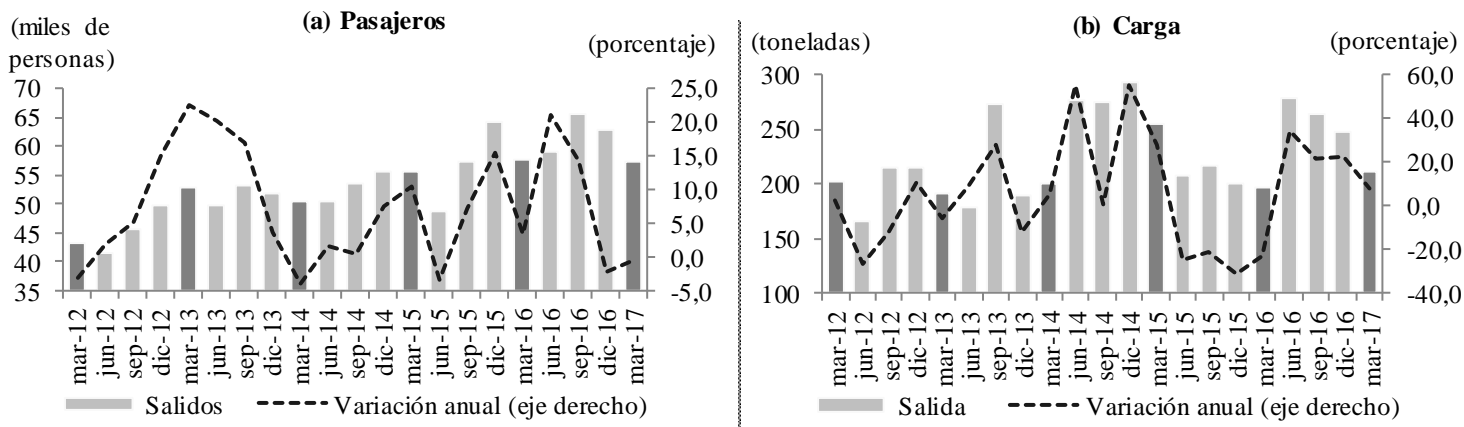 (a) Pasajeros
(miles de
personas)
(porcentaje)
70
65
60
55
50
45
40
35
25,0
20,0
15,0
10,0
5,0
0,0
-5,0
mar-12
jun-12
sep-12
dic-12
mar-13
jun-13
sep-13
dic-13
mar-14
jun-14
sep-14
dic-14
mar-15
jun-15
sep-15
dic-15
mar-16
jun-16
sep-16
dic-16
mar-17
Salidos
Variación anual (eje derecho)
(b) Carga
(toneladas)
(porcentaje)
300
250
200
150
100
60,0
40,0
20,0
0,0
-20,0
-40,0
mar-12
jun-12
sep-12
dic-12
mar-13
jun-13
sep-13
dic-13
mar-14
jun-14
sep-14
dic-14
mar-15
jun-15
sep-15
dic-15
mar-16
jun-16
sep-16
dic-16
mar-17
Salida
Variación anual (eje derecho)